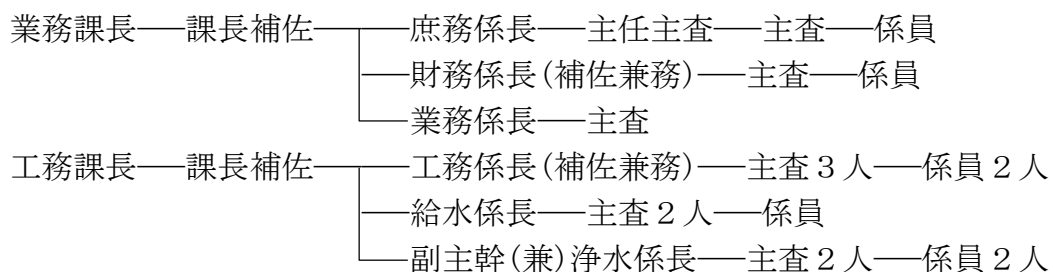 業務課長──課長補佐──┬──庶務係長──主任主査──主査──係員
├──財務係長(補佐兼務)──主査──係員
└──業務係長──主査
工務課長──課長補佐──┬──工務係長(補佐兼務)──主査３人──係員２人
├──給水係長──主査２人──係員
└──副主幹(兼)浄水係長──主査２人──係員２人